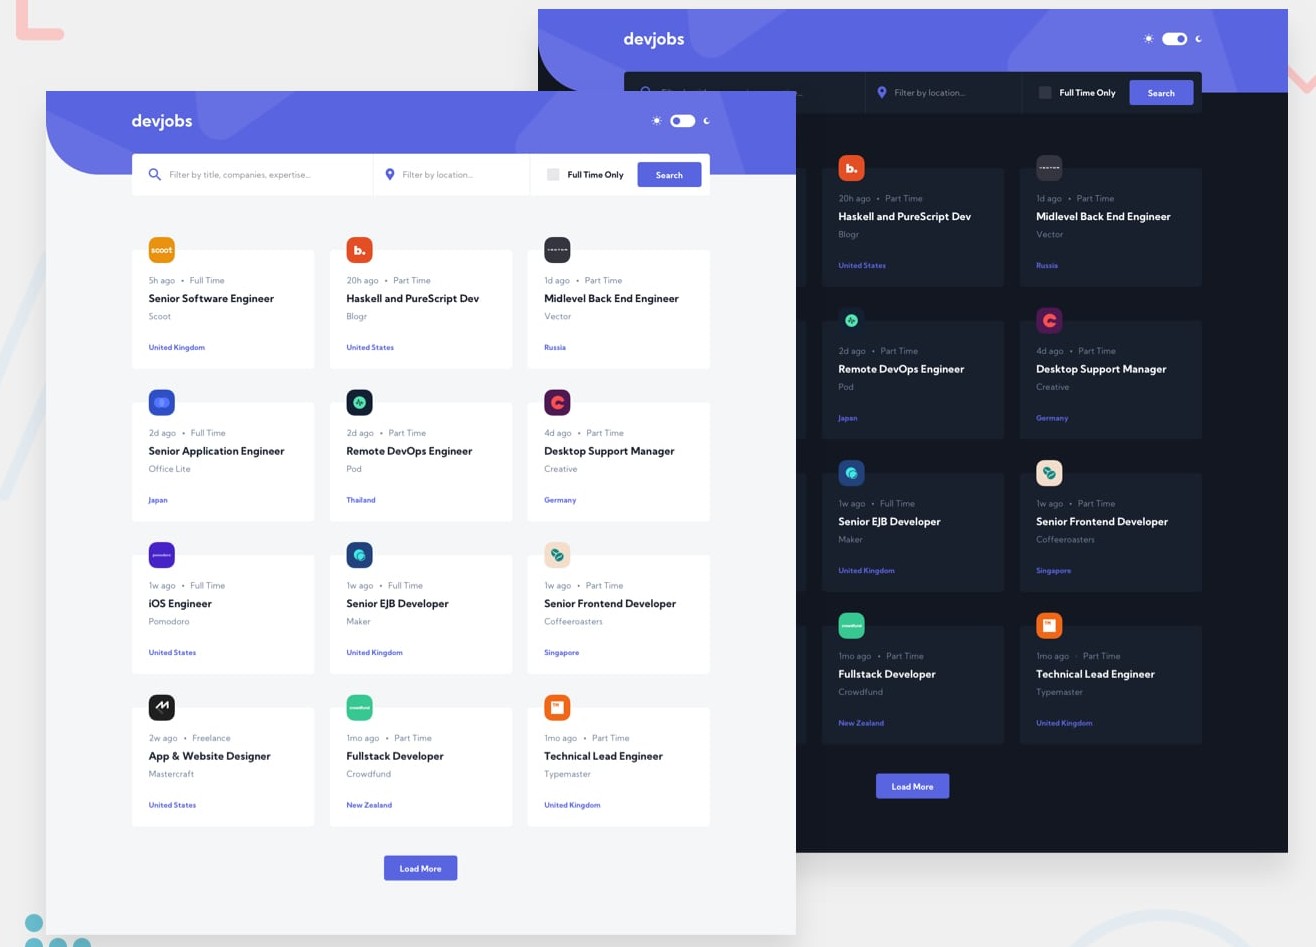 devjobs
Filter by location...
Full Time Only
Search
devjobs
Filter by title, companies, expertise...
Filter by location...
Full Time Only
Search
scoot
5h ago • Full Time
Senior Software Engineer
Scoot
United Kingdom
b.
20h ago • Part Time
Haskell and PureScript Dev
Blogr
United States
1d ago • Part Time
Midlevel Back End Engineer
Vector
Russia
2d ago • Full Time
Senior Application Engineer
Office Lite
Japan
2d ago • Part Time
Remote DevOps Engineer
Pod
Thailand
4d ago • Part Time
Desktop Support Manager
Creative
Germany
pomodoro
1w ago • Full Time
iOS Engineer
Pomodoro
United States
1w ago • Full Time
Senior EJB Developer
Maker
United Kingdom
1w ago • Part Time
Senior Frontend Developer
Coffeeroasters
Singapore
2w ago • Freelance
App & Website Designer
Mastercraft
United States
crowdfund
1mo ago • Part Time
Fullstack Developer
Crowdfund
New Zealand
TM
1mo ago • Part Time
Technical Lead Engineer
Typemaster
United Kingdom
Load More
b.
20h ago • Part Time
Haskell and PureScript Dev
Blogr
United States
1d ago • Part Time
Midlevel Back End Engineer
Vector
Russia
2d ago • Part Time
Remote DevOps Engineer
Pod
Japan
4d ago • Part Time
Desktop Support Manager
Creative
Germany
1w ago • Full Time
Senior EJB Developer
Maker
United Kingdom
1w ago • Part Time
Senior Frontend Developer
Coffeeroasters
Singapore
crowdfund
1mo ago • Part Time
Fullstack Developer
Crowdfund
New Zealand
TM
1mo ago · Part Time
Technical Lead Engineer
Typemaster
United Kingdom
Load More